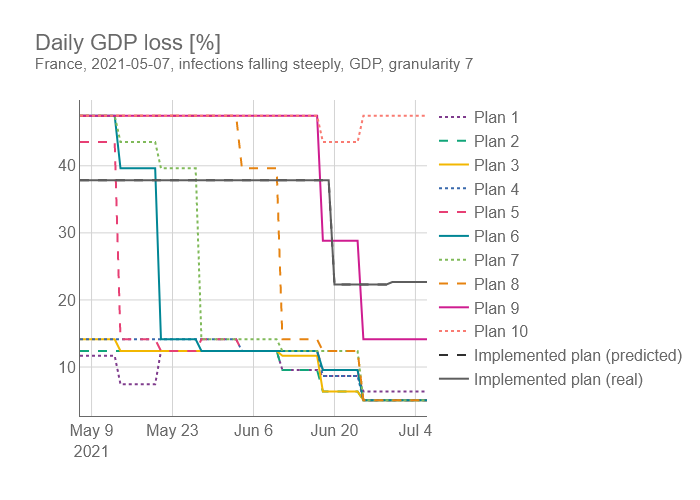 Daily GDP loss [%]
France, 2021-05-07, infections falling steeply, GDP, granularity 7
40
30
20
10
May 9
2021
May 23
Jun 6
Jun 20
Jul 4
Plan 1
Plan 2
Plan 3
Plan 4
Plan 5
Plan 6
Plan 7
Plan 8
Plan 9
Plan 10
Implemented plan (predicted)
Implemented plan (real)